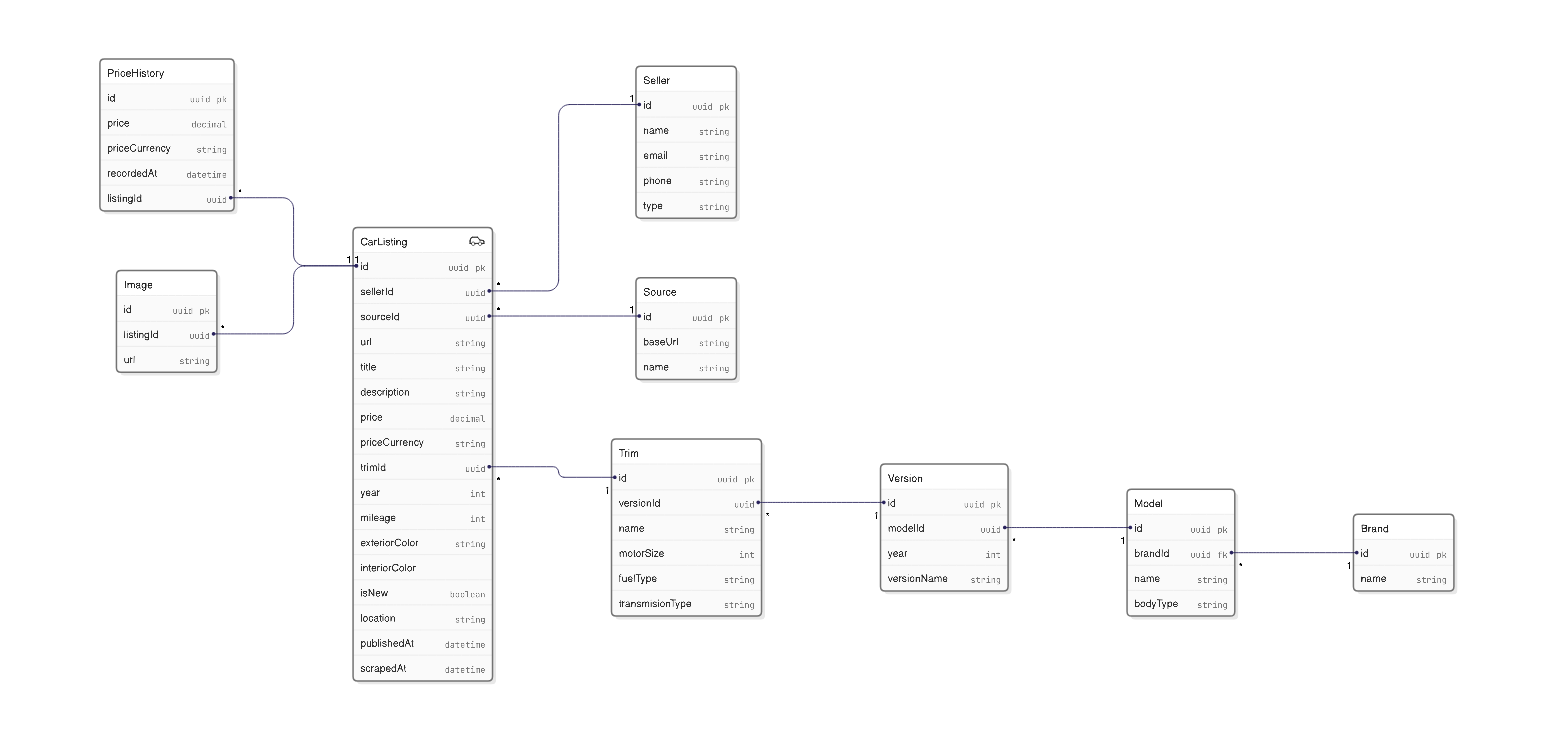 PriceHistory
id uuid pk
price decimal
priceCurrency string
recordedAt datetime
listingId uuid
*
Image
id uuid pk
listingId uuid
*
url string
CarListing
1 1
id uuid pk
sellerId uuid
*
sourceId uuid
*
url string
title string
description string
price decimal
priceCurrency string
trimId uuid
*
year int
mileage int
exteriorColor string
interiorColor
isNew boolean
location string
publishedAt datetime
scrapedAt datetime
Seller
1
id uuid pk
name string
email string
phone string
type string
Source
1
id uuid pk
baseUrl string
name string
Trim
id uuid pk
1
versionId uuid
*
name string
motorSize int
fuelType string
transmisionType string
Version
id uuid pk
1
modelId uuid
*
year int
versionName string
Model
id uuid pk
1
brandId uuid fk
*
name string
bodyType string
Brand
id uuid pk
1
name string